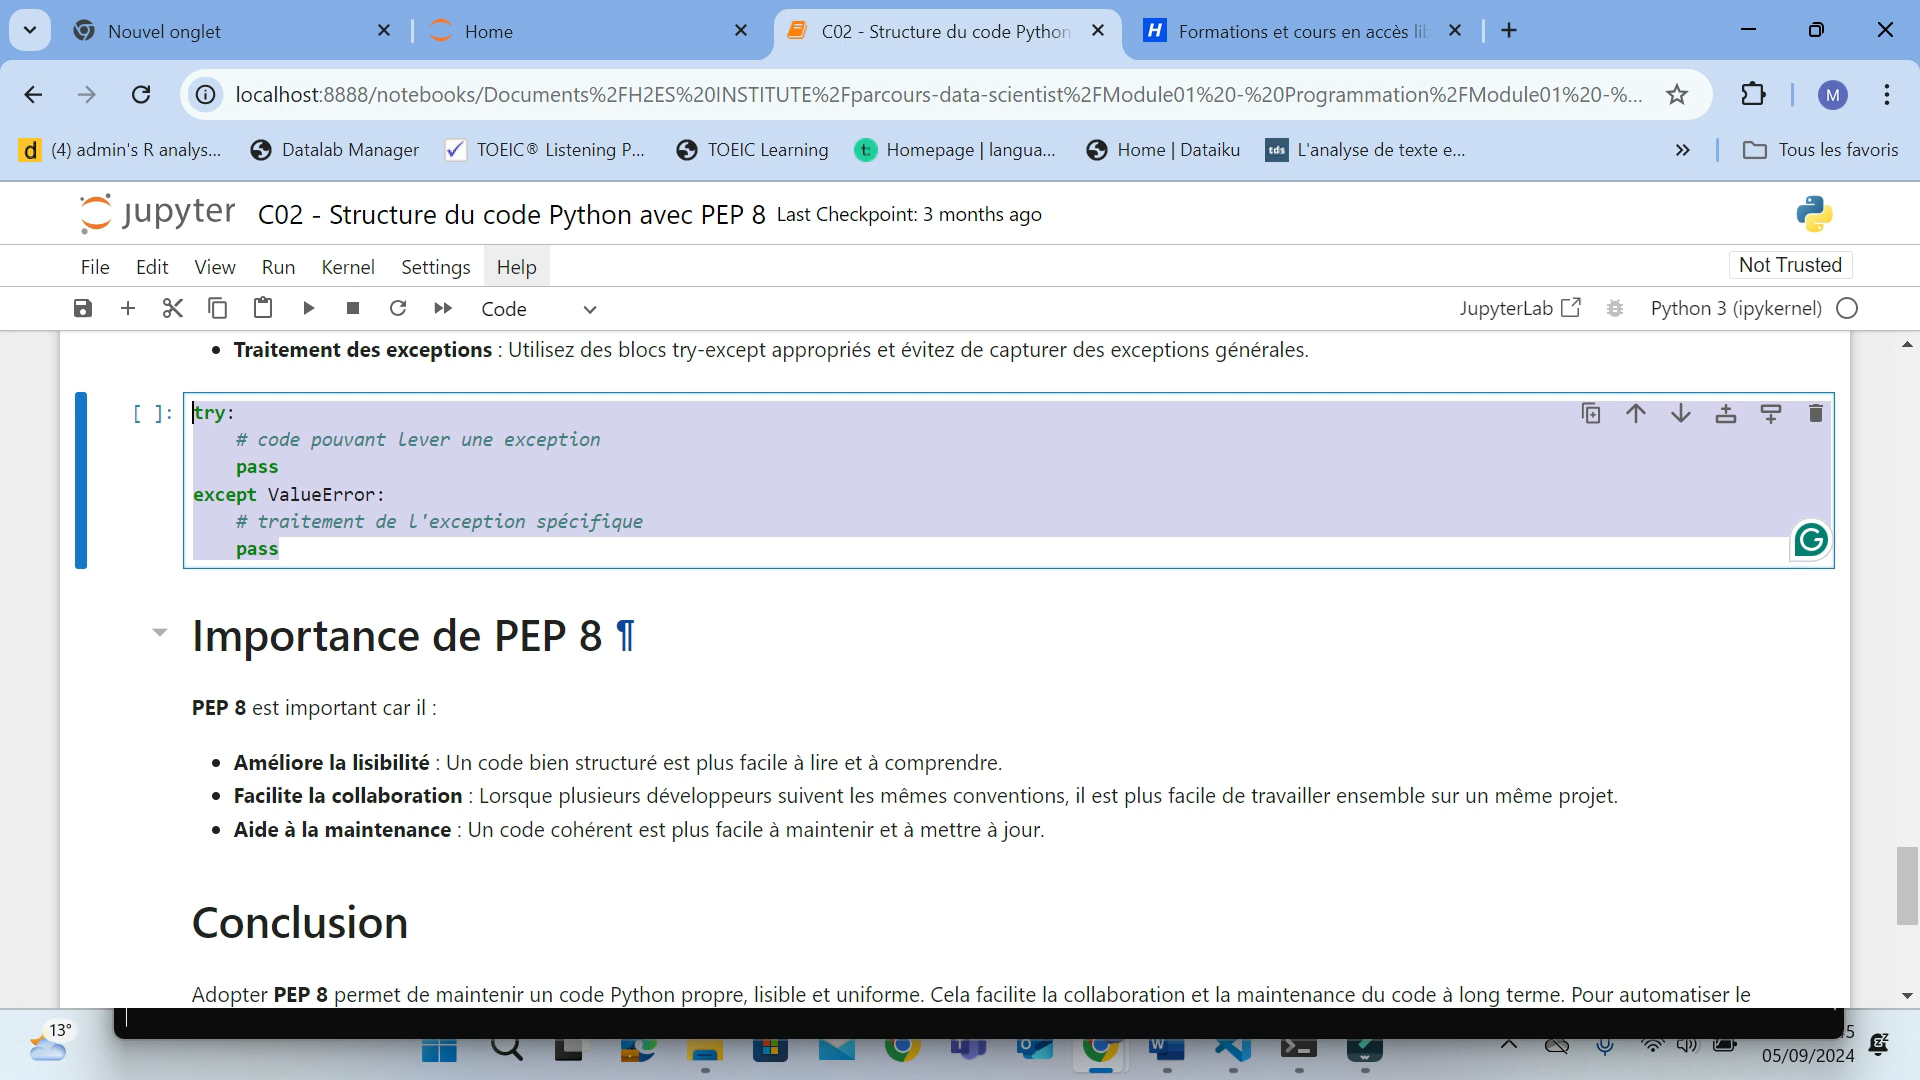 Nouvel onglet
Home
C02 - Structure du code Python
Formations et cours en accès li
localhost:8888/notebooks/Documents%2FH2ES%20INSTITUTE%2Fparcours-data-scientist%2FModule01%20-%20Programmation%2FModule01%20-%...
M
(4) admin's R analys...
Datalab Manager
TOEIC® Listening P...
TOEIC Learning
Homepage | langua...
Home | Dataiku
L'analyse de texte e...
Tous les favoris
jupyter
C02 - Structure du code Python avec PEP 8
Last Checkpoint: 3 months ago
File Edit View Run Kernel Settings Help
Not Trusted
Code
JupyterLab
Python 3 (ipykernel)
• Traitement des exceptions : Utilisez des blocs try-except appropriés et évitez de capturer des exceptions générales.
[ ]:
try:
# code pouvant lever une exception
pass
except ValueError:
# traitement de l'exception spécifique
pass
Importance de PEP 8 ¶
PEP 8 est important car il :
• Améliore la lisibilité : Un code bien structuré est plus facile à lire et à comprendre.
• Facilite la collaboration : Lorsque plusieurs développeurs suivent les mêmes conventions, il est plus facile de travailler ensemble sur un même projet.
• Aide à la maintenance : Un code cohérent est plus facile à maintenir et à mettre à jour.
Conclusion
Adopter PEP 8 permet de maintenir un code Python propre, lisible et uniforme. Cela facilite la collaboration et la maintenance du code à long terme. Pour automatiser le
13°
05/09/2024